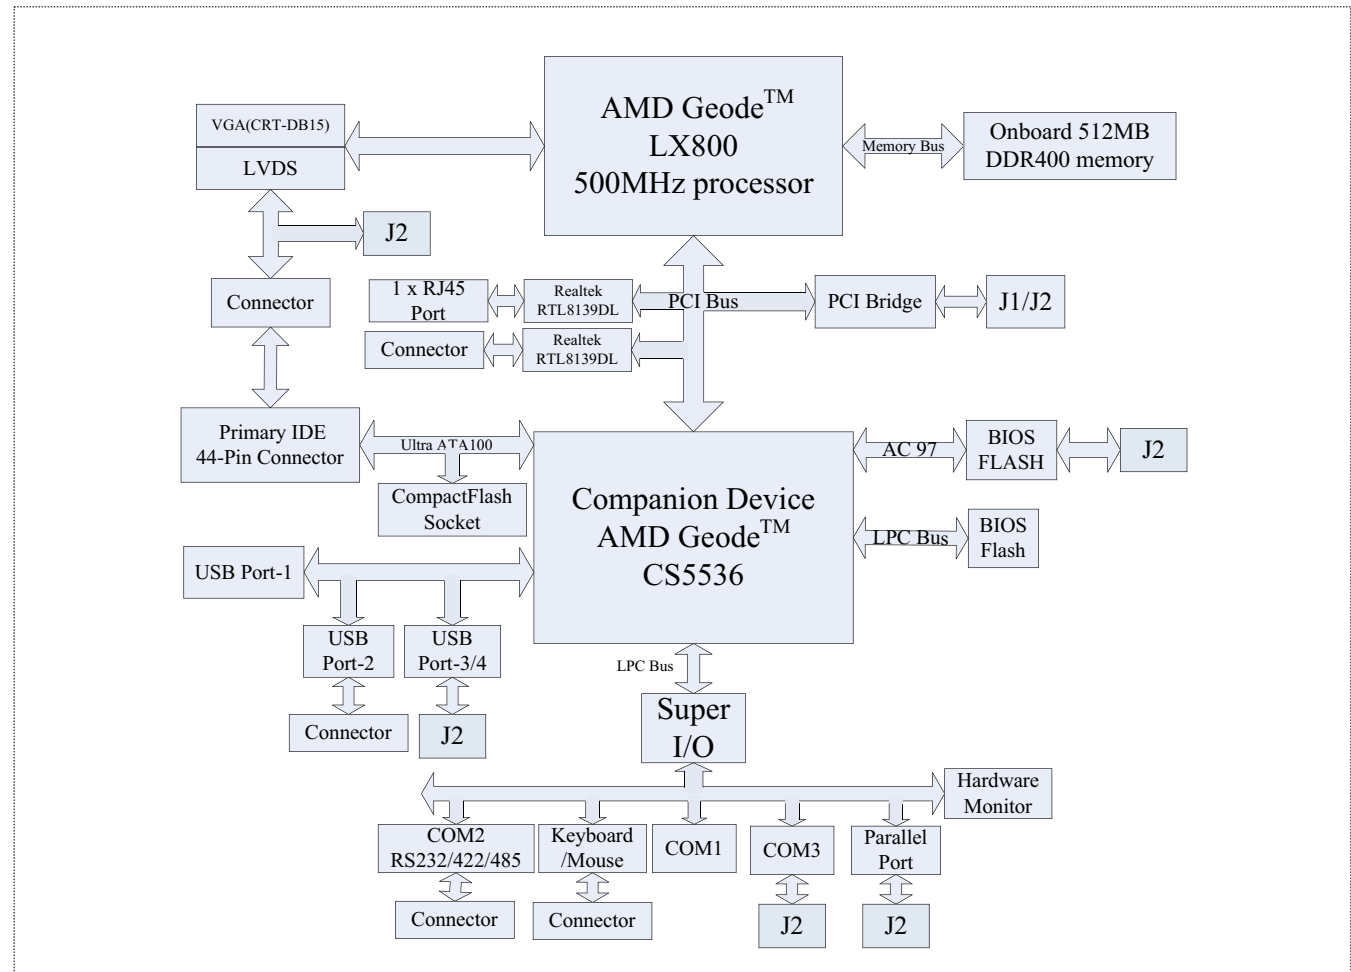 AMD Geode™
LX800
500MHz processor
VGA(CRT-DB15)
LVDS
Memory Bus
Onboard 512MB
DDR400 memory
J2
Connector
1 x RJ45
Port
Realtek
RTL8139DL
PCI Bus
PCI Bridge
J1/J2
Connector
Realtek
RTL8139DL
Primary IDE
44-Pin Connector
Ultra ATA100
CompactFlash
Socket
Companion Device
AMD Geode™
CS5536
AC 97
BIOS
FLASH
J2
LPC Bus
BIOS
Flash
USB Port-1
USB
Port-2
USB
Port-3/4
Connector
J2
LPC Bus
Super
I/O
Hardware
Monitor
COM2
RS232/422/485
Keyboard
/Mouse
COM1
COM3
Parallel
Port
Connector
Connector
J2
J2